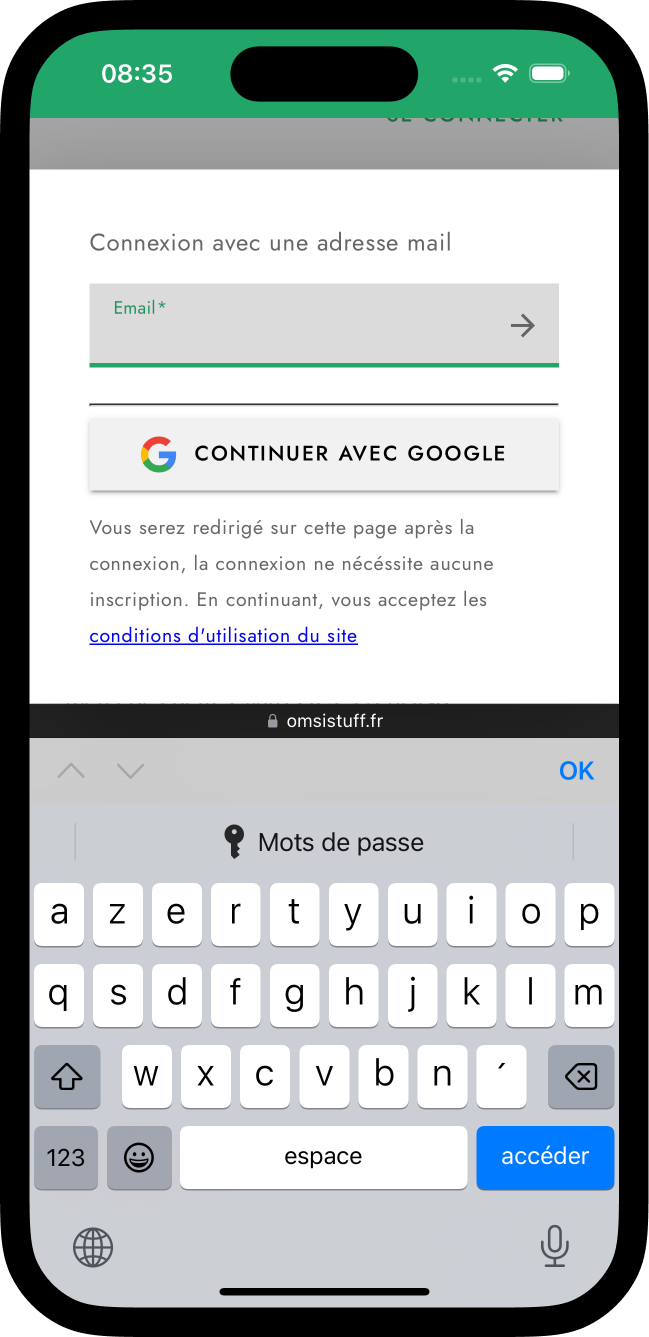 08:35
SE CONNECTER
Connexion avec une adresse mail
Email*
CONTINUER AVEC GOOGLE
Vous serez redirigé sur cette page après la
connexion, la connexion ne nécéssite aucune
inscription. En continuant, vous acceptez les
conditions d'utilisation du site
omsistuff.fr
OK
Mots de passe
a z e r t y u i o p
q s d f g h j k l m
w x c v b n ´
123 espace accéder